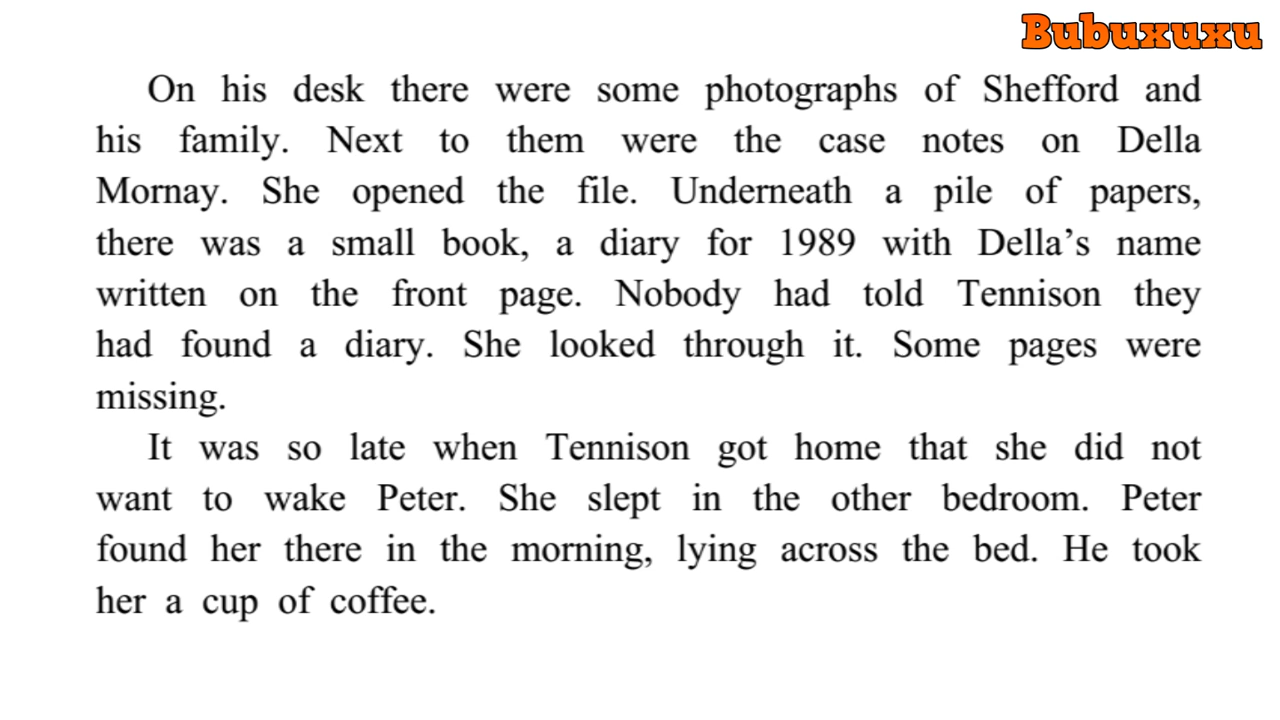 Bubuxuxu
On his desk there were some photographs of Shefford and
his family. Next to them were the case notes on Della
Mornay. She opened the file. Underneath a pile of papers,
there was a small book, a diary for 1989 with Della’s name
written on the front page. Nobody had told Tennison they
had found a diary. She looked through it. Some pages were
missing.
It was so late when Tennison got home that she did not
want to wake Peter. She slept in the other bedroom. Peter
found her there in the morning, lying across the bed. He took
her a cup of coffee.